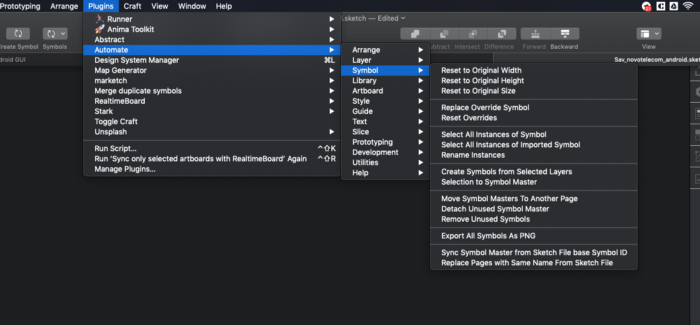 Prototyping Arrange Plugins Craft View Window Help
.sketch — Edited
Create Symbol Symbols Subtract Intersect Difference Forward Backward View
droid GUI Sav_novotelecom_android.sket
Runner
Anima Toolkit
Abstract
Automate
Design System Manager ⌘L
Map Generator
marketch
Merge duplicate symbols
RealtimeBoard
Stark
Toggle Craft
Unsplash
Run Script... ^⇧K
Run ‘Sync only selected artboards with RealtimeBoard’ Again ^⇧R
Manage Plugins...
Arrange
Layer
Symbol
Library
Artboard
Style
Guide
Text
Slice
Prototyping
Development
Utilities
Help
Reset to Original Width
Reset to Original Height
Reset to Original Size
Replace Override Symbol
Reset Overrides
Select All Instances of Symbol
Select All Instances of Imported Symbol
Rename Instances
Create Symbols from Selected Layers
Selection to Symbol Master
Move Symbol Masters To Another Page
Detach Unused Symbol Master
Remove Unused Symbols
Export All Symbols As PNG
Sync Symbol Master from Sketch File base Symbol ID
Replace Pages with Same Name From Sketch File